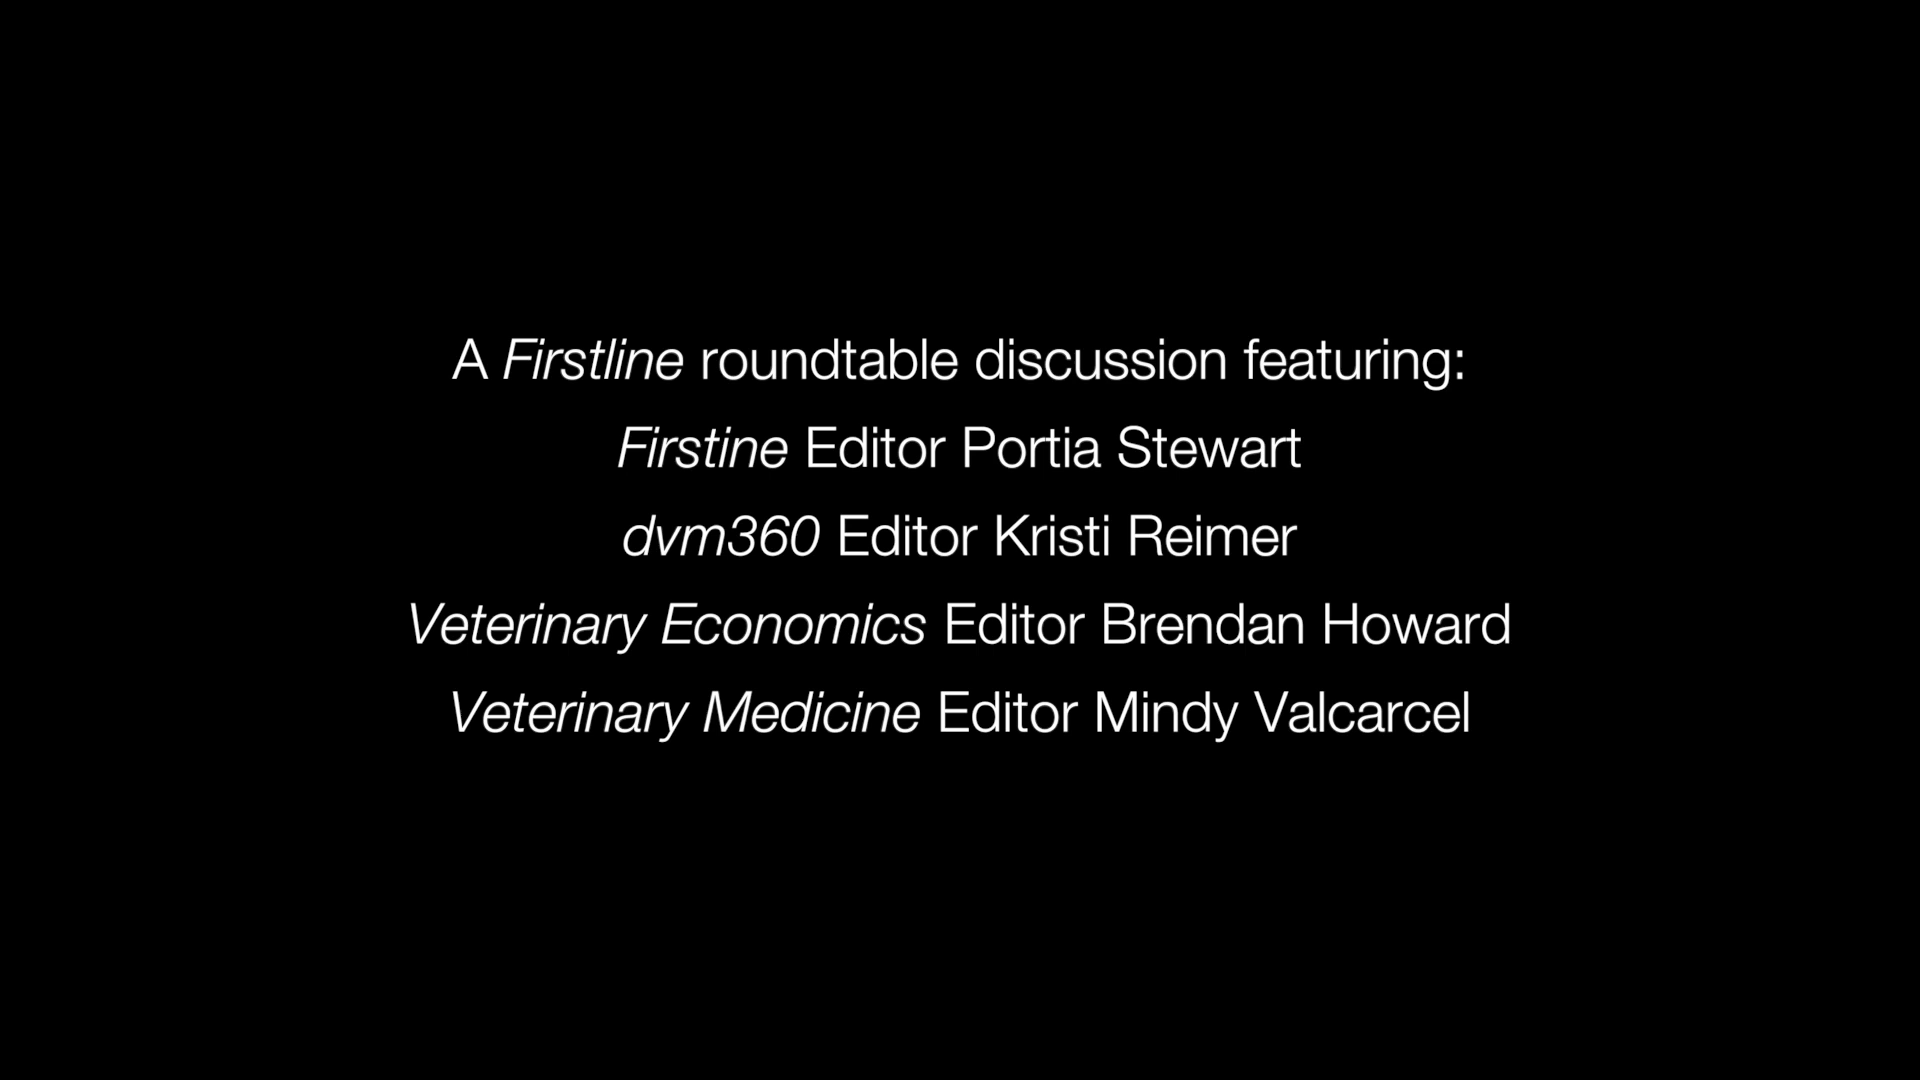 A Firstline roundtable discussion featuring:
Firstine Editor Portia Stewart
dvm360 Editor Kristi Reimer
Veterinary Economics Editor Brendan Howard
Veterinary Medicine Editor Mindy Valcarcel